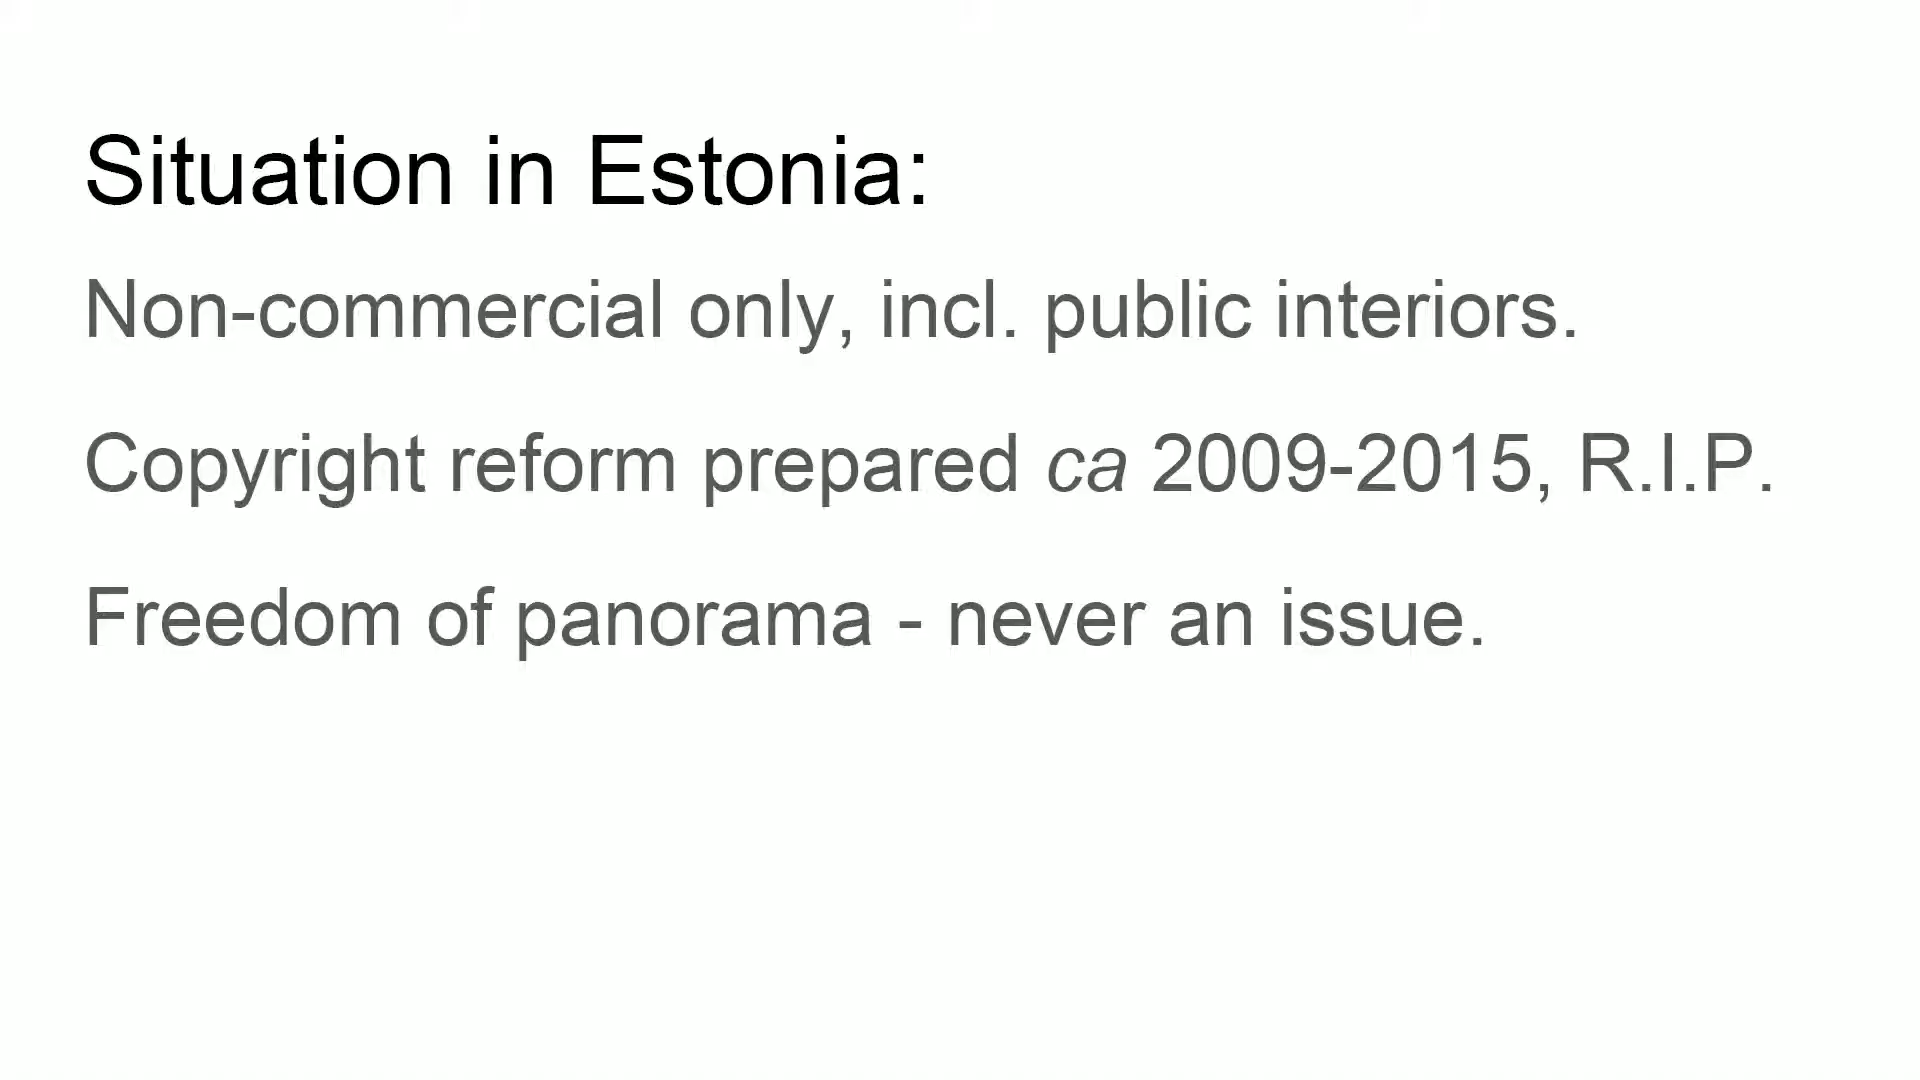 Situation in Estonia:
Non-commercial only, incl. public interiors.
Copyright reform prepared ca 2009-2015, R.I.P.
Freedom of panorama - never an issue.